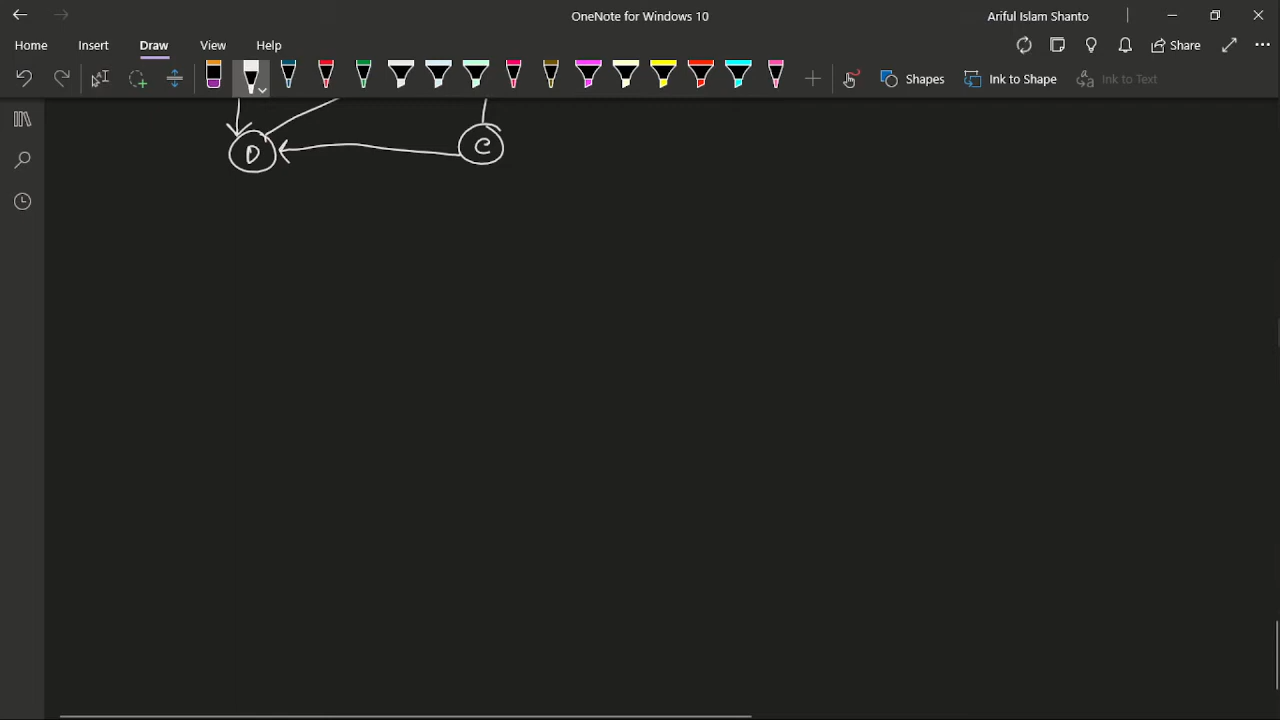 OneNote for Windows 10
Ariful Islam Shanto
Home Insert Draw View Help
Share
Shapes
Ink to Shape
Ink to Text
D
C